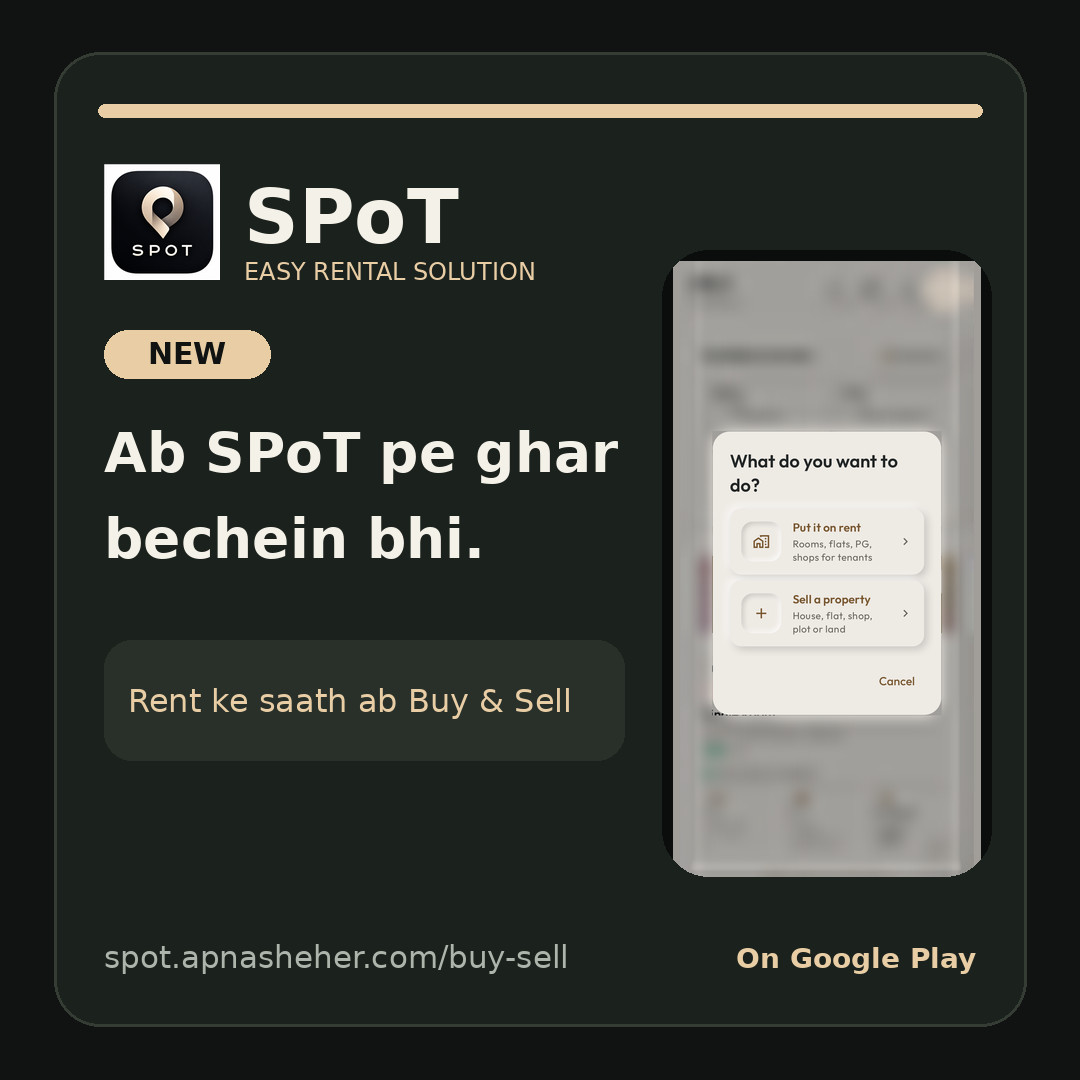 SPOT
SPoT
EASY RENTAL SOLUTION
NEW
Ab SPoT pe ghar
bechein bhi.
Rent ke saath ab Buy & Sell
What do you want to
do?
Put it on rent
Rooms, flats, PG,
shops for tenants
Sell a property
House, flat, shop,
plot or land
Cancel
spot.apnasheher.com/buy-sell
On Google Play